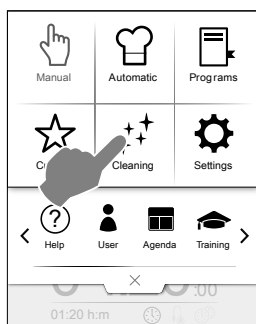 Manual Automatic Programs
Cleaning Settings
? Help User Agenda Training
:00
01:20 h:m